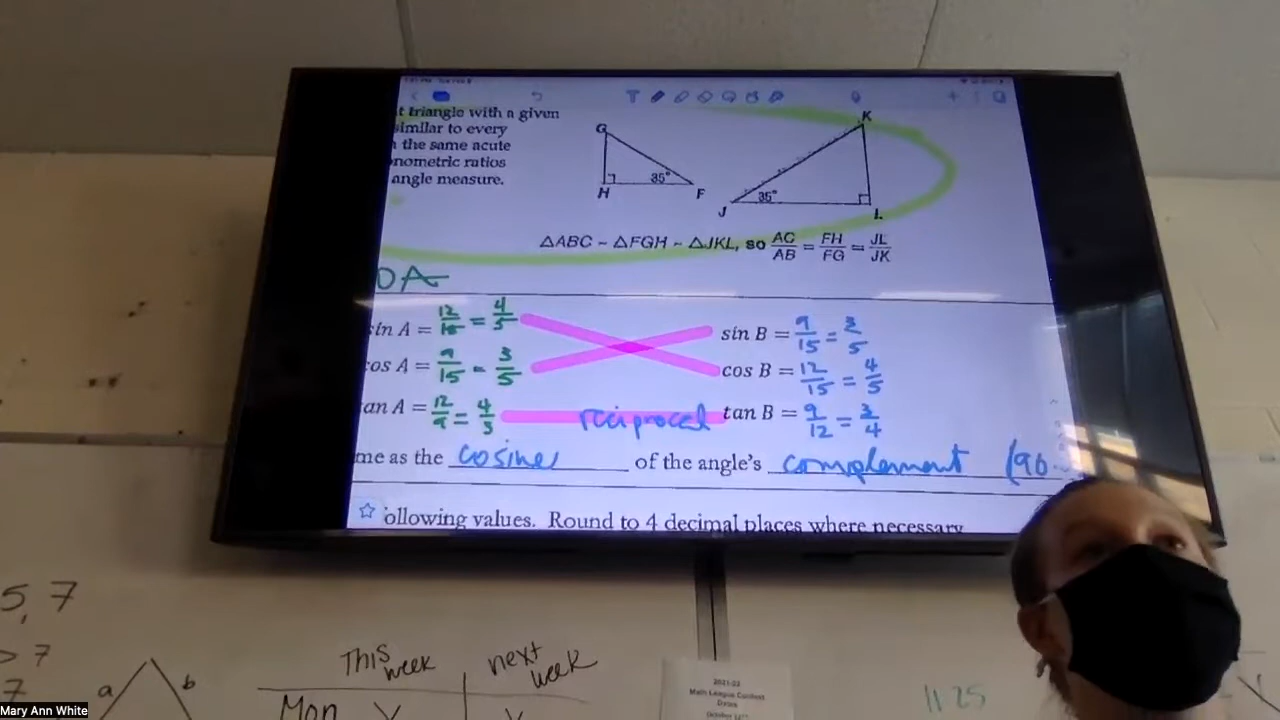 t triangle with a given
similar to every
the same acute
nometric ratios
angle measure.
G
H
35°
F
K
J
35°
L
△ABC ~ △FGH ~ △JKL, so AC/AB = FH/FG = JL/JK
OA
sin A = 12/15 = 4/5
sin B = 9/15 = 3/5
cos A = 9/15 = 3/5
cos B = 12/15 = 4/5
tan A = 12/9 = 4/3
reciprocal
tan B = 9/12 = 3/4
me as the cosine of the angle's complement (90
ollowing values. Round to 4 decimal places where necessary
5, 7
> 7
7
a
b
This week
next week
Mon
2021-22
Math League Contest
Dates
1125
Mary Ann White